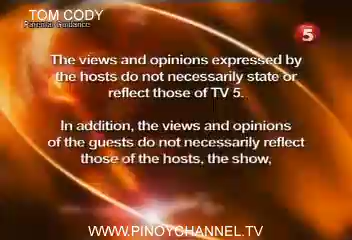 TOM CODY
Parental Guidance
5
The views and opinions expressed by
the hosts do not necessarily state or
reflect those of TV 5.
In addition, the views and opinions
of the guests do not necessarily reflect
those of the hosts, the show,
WWW.PINOYCHANNEL.TV